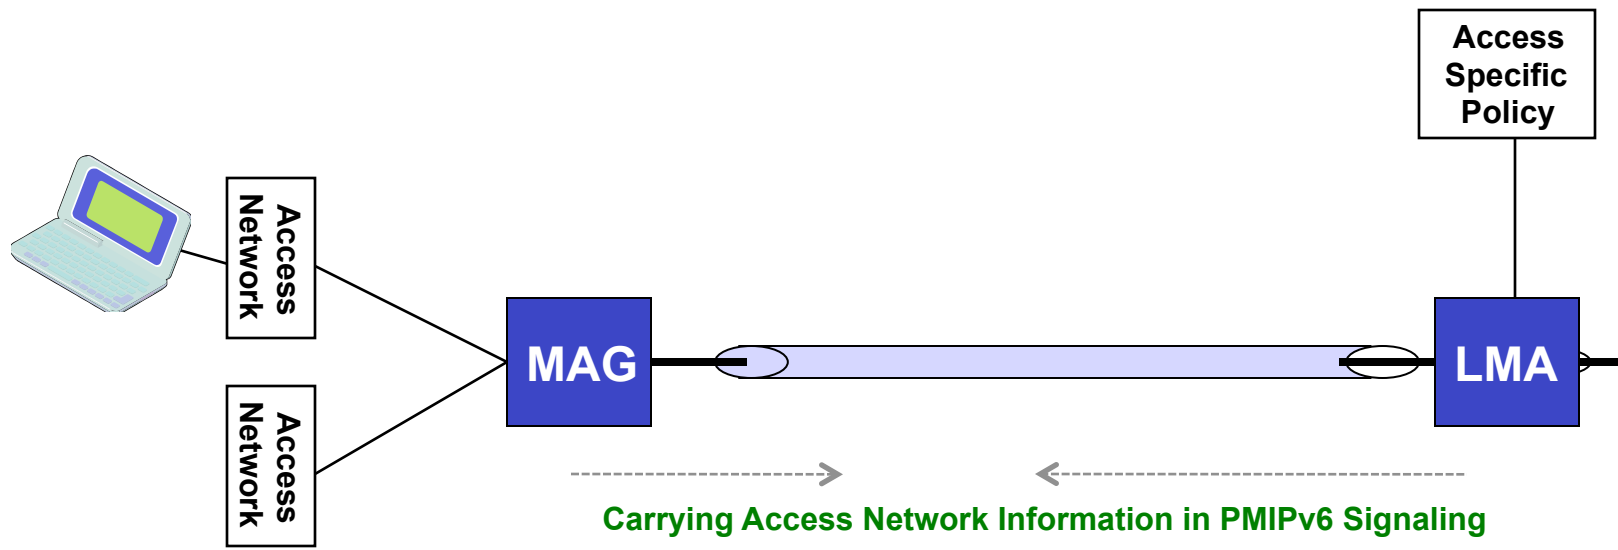 Access
Specific
Policy
Access
Network
MAG
LMA
Access
Network
Carrying Access Network Information in PMIPv6 Signaling